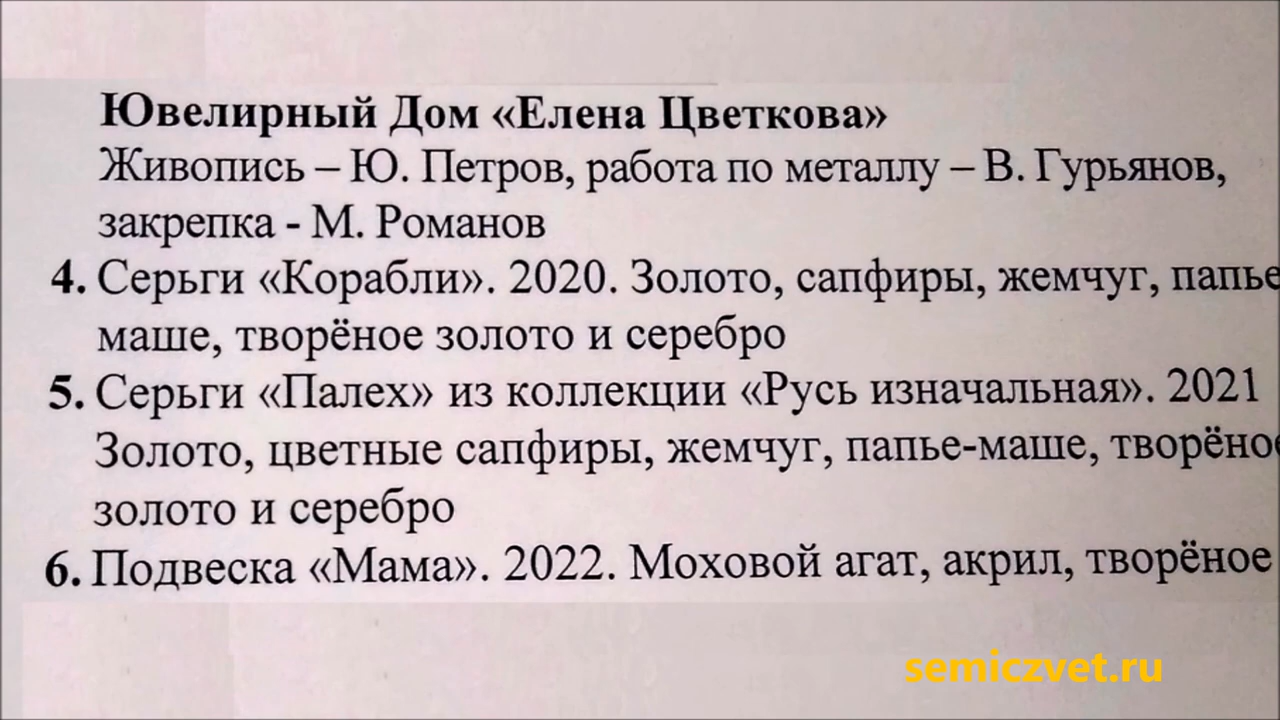 Ювелирный Дом «Елена Цветкова»
Живопись – Ю. Петров, работа по металлу – В. Гурьянов,
закрепка - М. Романов
4. Серьги «Корабли». 2020. Золото, сапфиры, жемчуг, папье
маше, творёное золото и серебро
5. Серьги «Палех» из коллекции «Русь изначальная». 2021
Золото, цветные сапфиры, жемчуг, папье-маше, творёное
золото и серебро
6. Подвеска «Мама». 2022. Моховой агат, акрил, творёное
semiczvet.ru